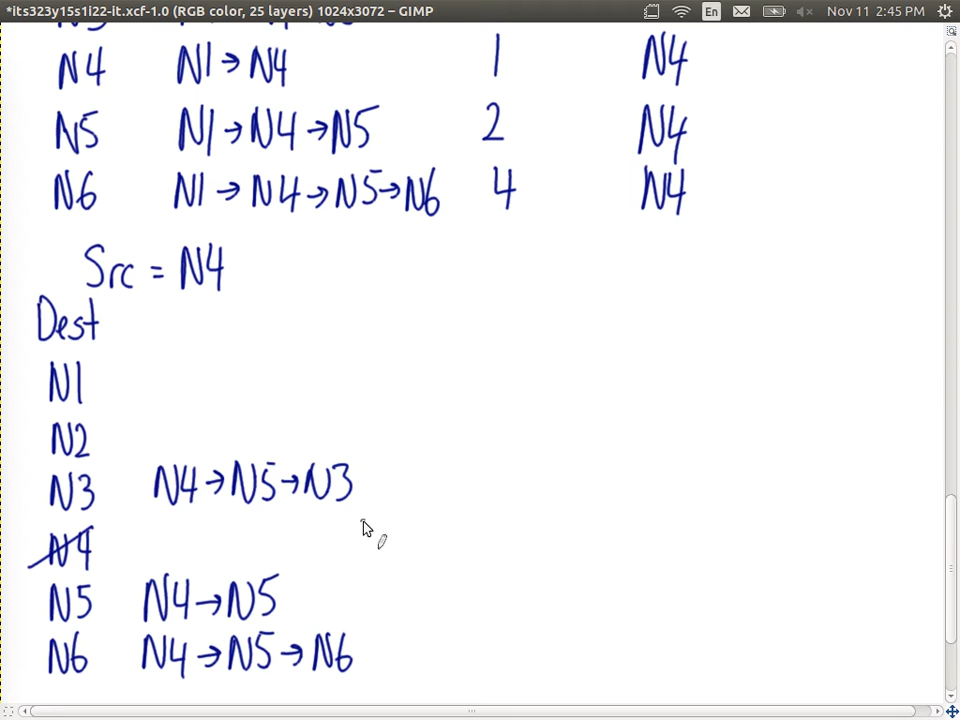 *its323y15s1i22-it.xcf-1.0 (RGB color, 25 layers) 1024x3072 – GIMP En Nov 11 2:45 PM
N4 N1→N4 1 N4
N5 N1→N4→N5 2 N4
N6 N1→N4→N5→N6 4 N4
Src = N4
Dest
N1
N2
N3 N4→N5→N3
N4
N5 N4→N5
N6 N4→N5→N6